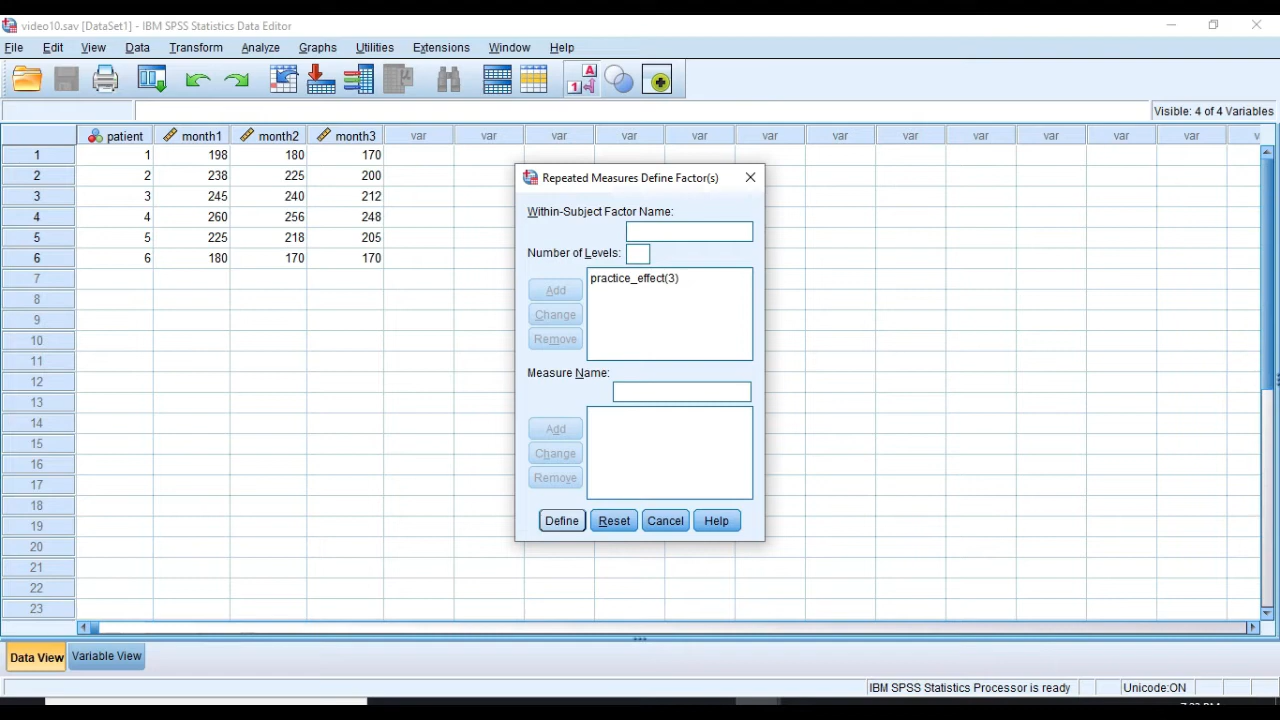 video10.sav [DataSet1] - IBM SPSS Statistics Data Editor
File Edit View Data Transform Analyze Graphs Utilities Extensions Window Help
Visible: 4 of 4 Variables
patient month1 month2 month3 var var var var var var var var var var var var
1 1 198 180 170
2 2 238 225 200
3 3 245 240 212
4 4 260 256 248
5 5 225 218 205
6 6 180 170 170
7
8
9
10
11
12
13
14
15
16
17
18
19
20
21
22
23
Repeated Measures Define Factor(s)
Within-Subject Factor Name:
Number of Levels:
practice_effect(3)
Add
Change
Remove
Measure Name:
Add
Change
Remove
Define Reset Cancel Help
Data View Variable View
IBM SPSS Statistics Processor is ready Unicode:ON